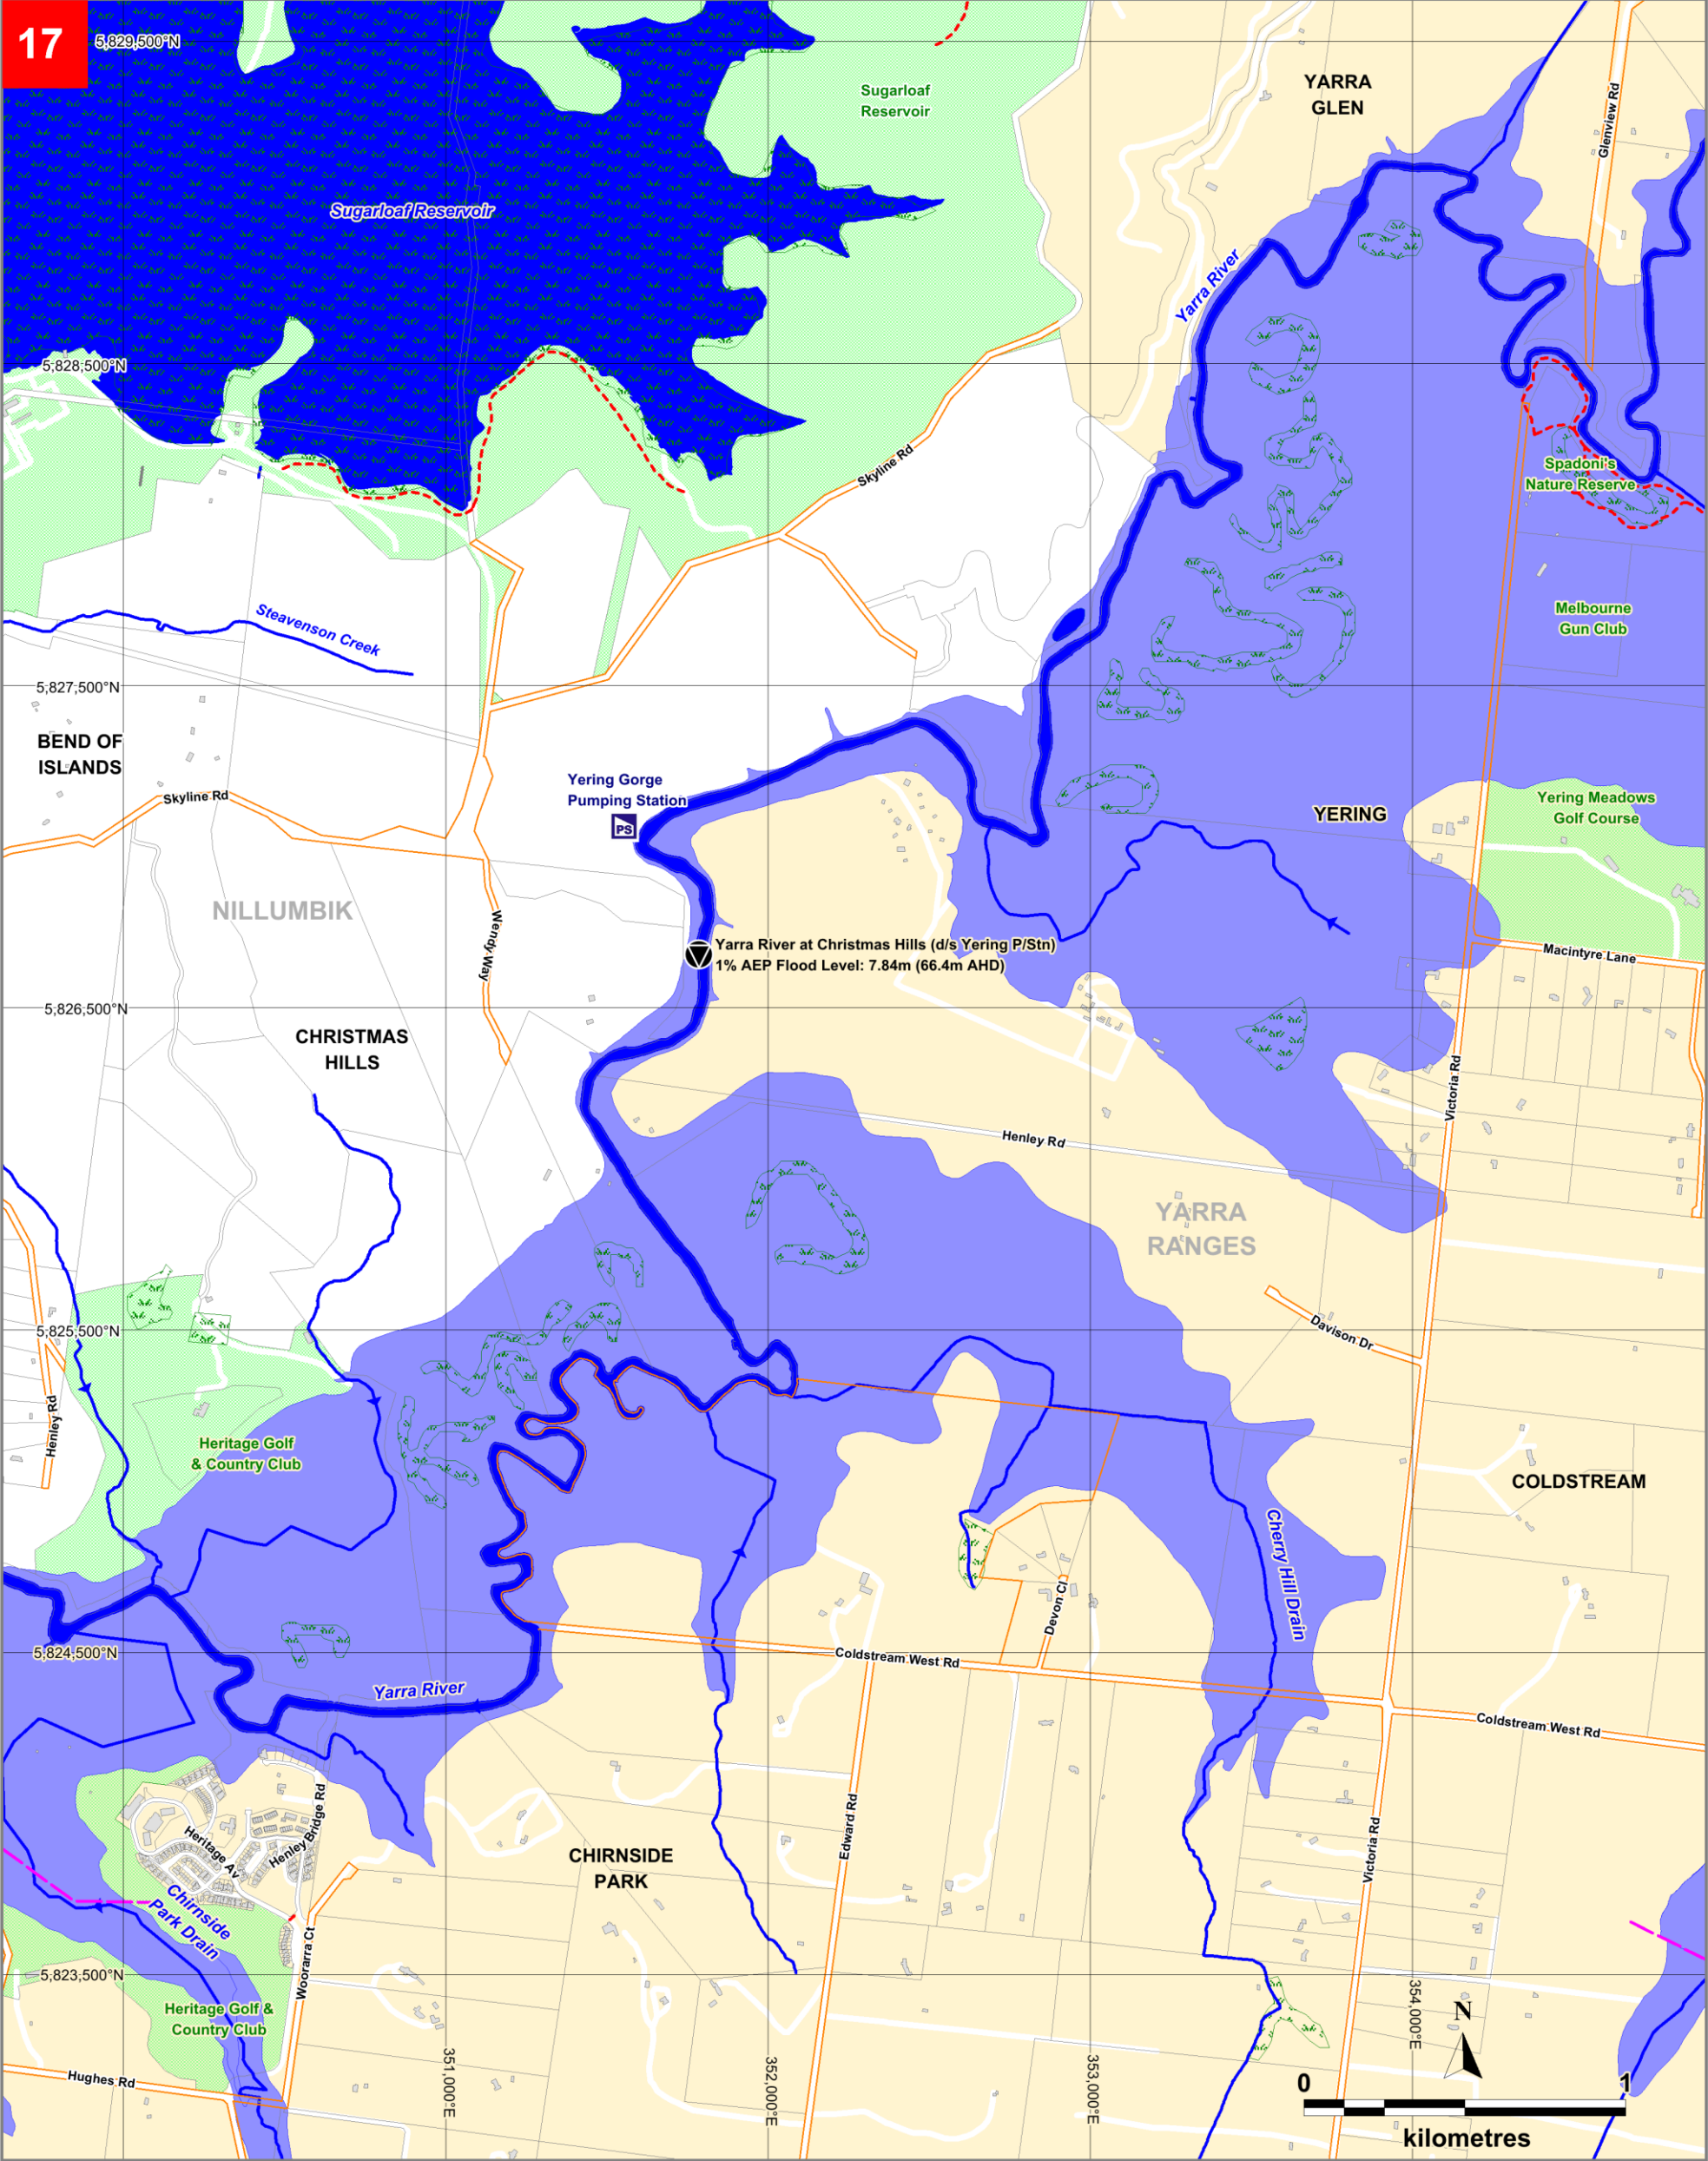 17
5,829,500°N
Sugarloaf
Reservoir
YARRA
GLEN
Glenview Rd
Sugarloaf Reservoir
Yarra River
5,828,500°N
Skyline Rd
Spadoni's
Nature Reserve
Steavenson Creek
Melbourne
Gun Club
5,827,500°N
BEND OF
ISLANDS
Skyline Rd
Yering Gorge
Pumping Station
PS
YERING
Yering Meadows
Golf Course
NILLUMBIK
Wendy Way
Yarra River at Christmas Hills (d/s Yering P/Stn)
1% AEP Flood Level: 7.84m (66.4m AHD)
Macintyre Lane
5,826,500°N
CHRISTMAS
HILLS
Victoria Rd
Henley Rd
YARRA
RANGES
5,825,500°N
Davison Dr
Henley Rd
Heritage Golf
& Country Club
COLDSTREAM
Cherry Hill Drain
Devon Cl
5,824,500°N
Coldstream West Rd
Yarra River
Coldstream West Rd
Henley Bridge Rd
Heritage Av
Edward Rd
Victoria Rd
CHIRNSIDE
PARK
Chirnside
Park Drain
Woorarra Ct
5,823,500°N
Heritage Golf &
Country Club
Hughes Rd
351,000°E
352,000°E
353,000°E
354,000°E
N
0
1
kilometres